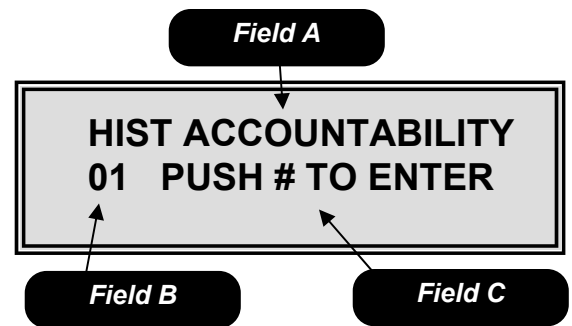 Field A
HIST ACCOUNTABILITY
01 PUSH # TO ENTER
Field B
Field C